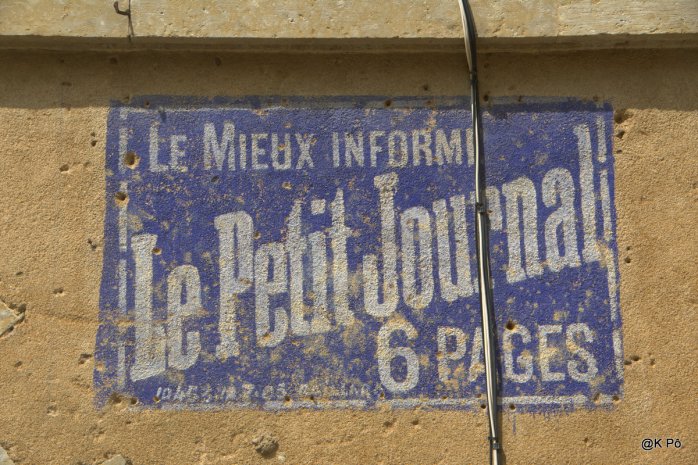 LE MIEUX INFORMÉ
Le Petit Journal
6 PAGES
@K Pô